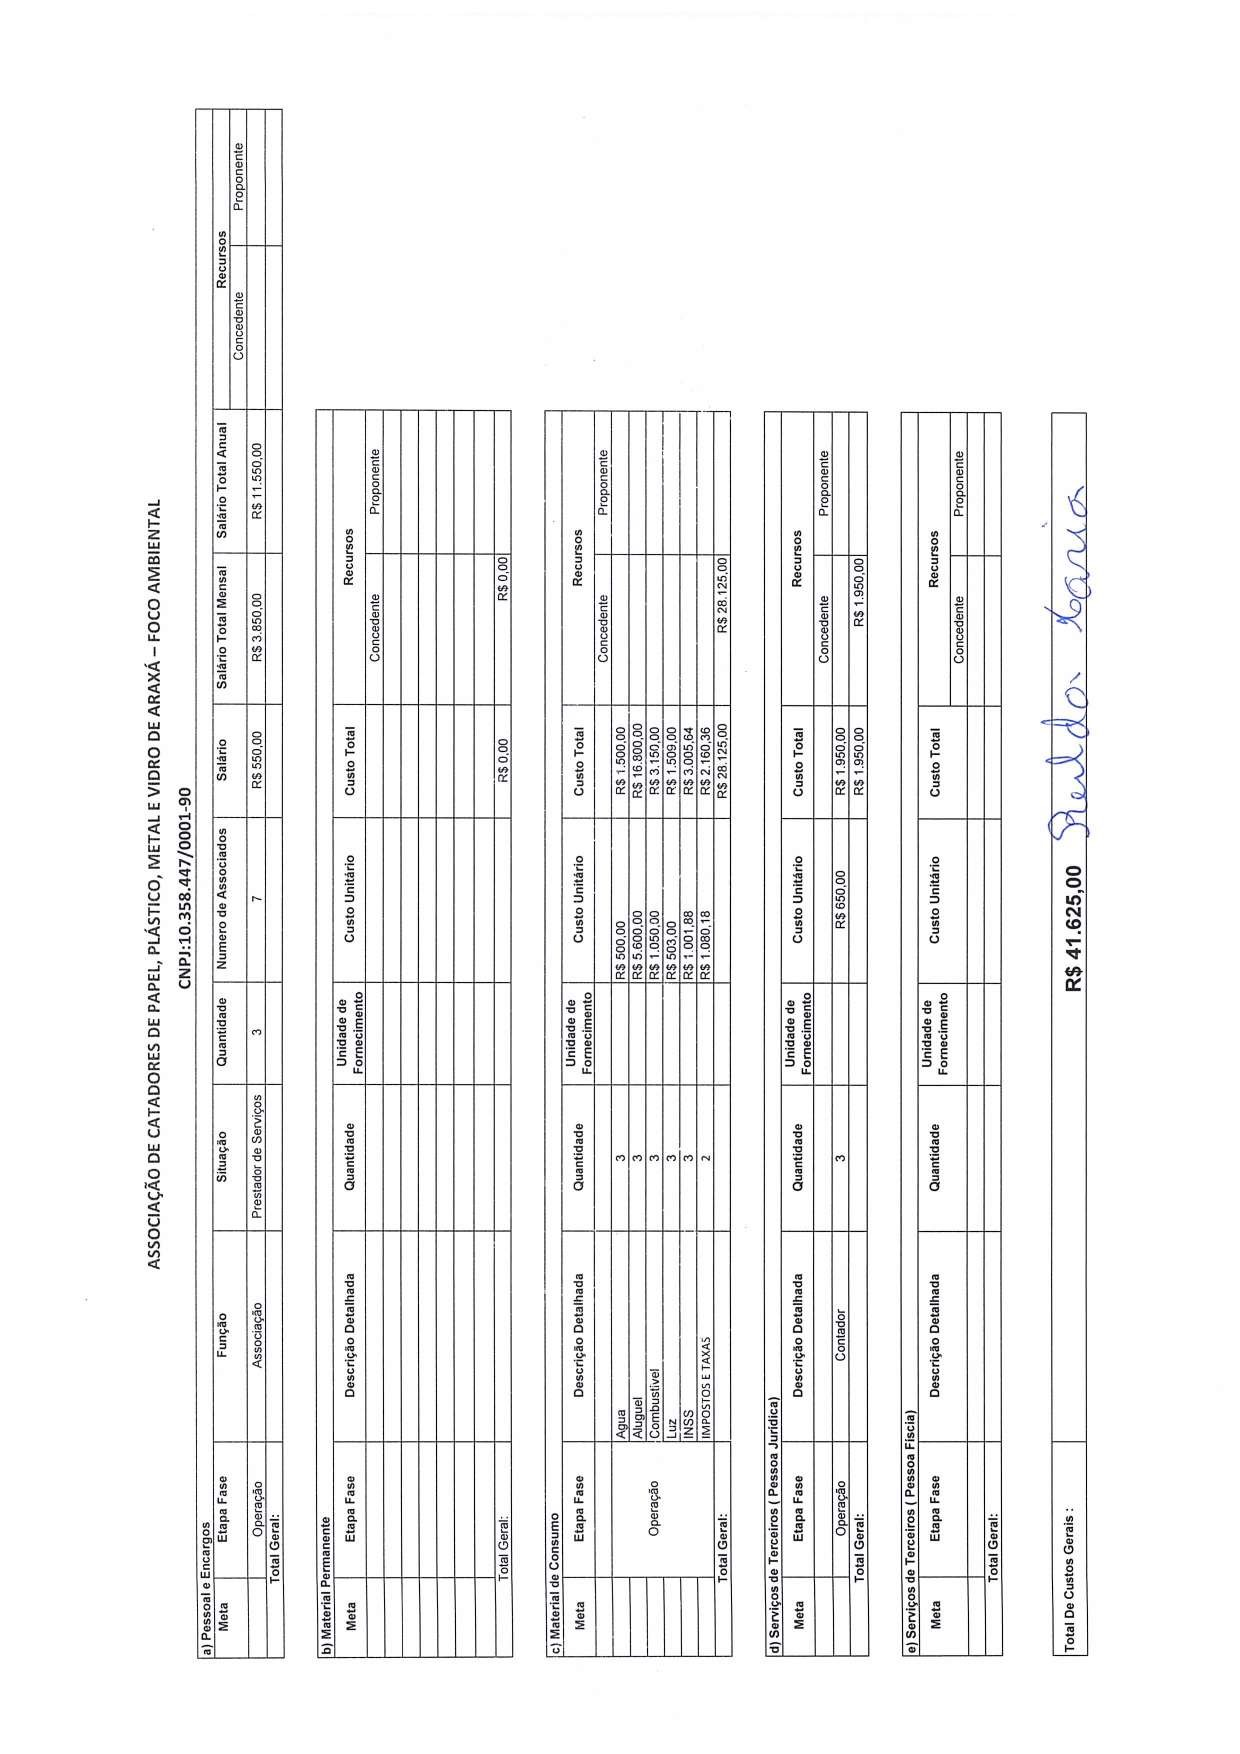 ASSOCIAÇÃO DE CATADORES DE PAPEL, PLÁSTICO, METAL E VIDRO DE ARAXÁ – FOCO AMBIENTAL
CNPJ:10.358.447/0001-90
a) Pessoal e Encargos
Meta Etapa Fase Função Situação Quantidade Numero de Associados Salário Salário Total Mensal Salário Total Anual Recursos
Concedente Proponente
Operação Associação Prestador de Serviços 3 7 R$ 550,00 R$ 3.850,00 R$ 11.550,00
Total Geral:
b) Material Permanente
Meta Etapa Fase Descrição Detalhada Quantidade Unidade de Fornecimento Custo Unitário Custo Total Recursos
Concedente Proponente
Total Geral: R$ 0,00 R$ 0,00
c) Material de Consumo
Meta Etapa Fase Descrição Detalhada Quantidade Unidade de Fornecimento Custo Unitário Custo Total Recursos
Concedente Proponente
Agua 3 R$ 500,00 R$ 1.500,00
Aluguel 3 R$ 5.600,00 R$ 16.800,00
Operação Combustivel 3 R$ 1.050,00 R$ 3.150,00
Luz 3 R$ 503,00 R$ 1.509,00
INSS 3 R$ 1.001,88 R$ 3.005,64
IMPOSTOS E TAXAS 2 R$ 1.080,18 R$ 2.160,36
Total Geral: R$ 28.125,00 R$ 28.125,00
d) Serviços de Terceiros ( Pessoa Jurídica)
Meta Etapa Fase Descrição Detalhada Quantidade Unidade de Fornecimento Custo Unitário Custo Total Recursos
Concedente Proponente
Operação Contador 3 R$ 650,00 R$ 1.950,00
Total Geral: R$ 1.950,00 R$ 1.950,00
e) Serviços de Terceiros ( Pessoa Fiscia)
Meta Etapa Fase Descrição Detalhada Quantidade Unidade de Fornecimento Custo Unitário Custo Total Recursos
Concedente Proponente
Total Geral:
Total De Custos Gerais : R$ 41.625,00